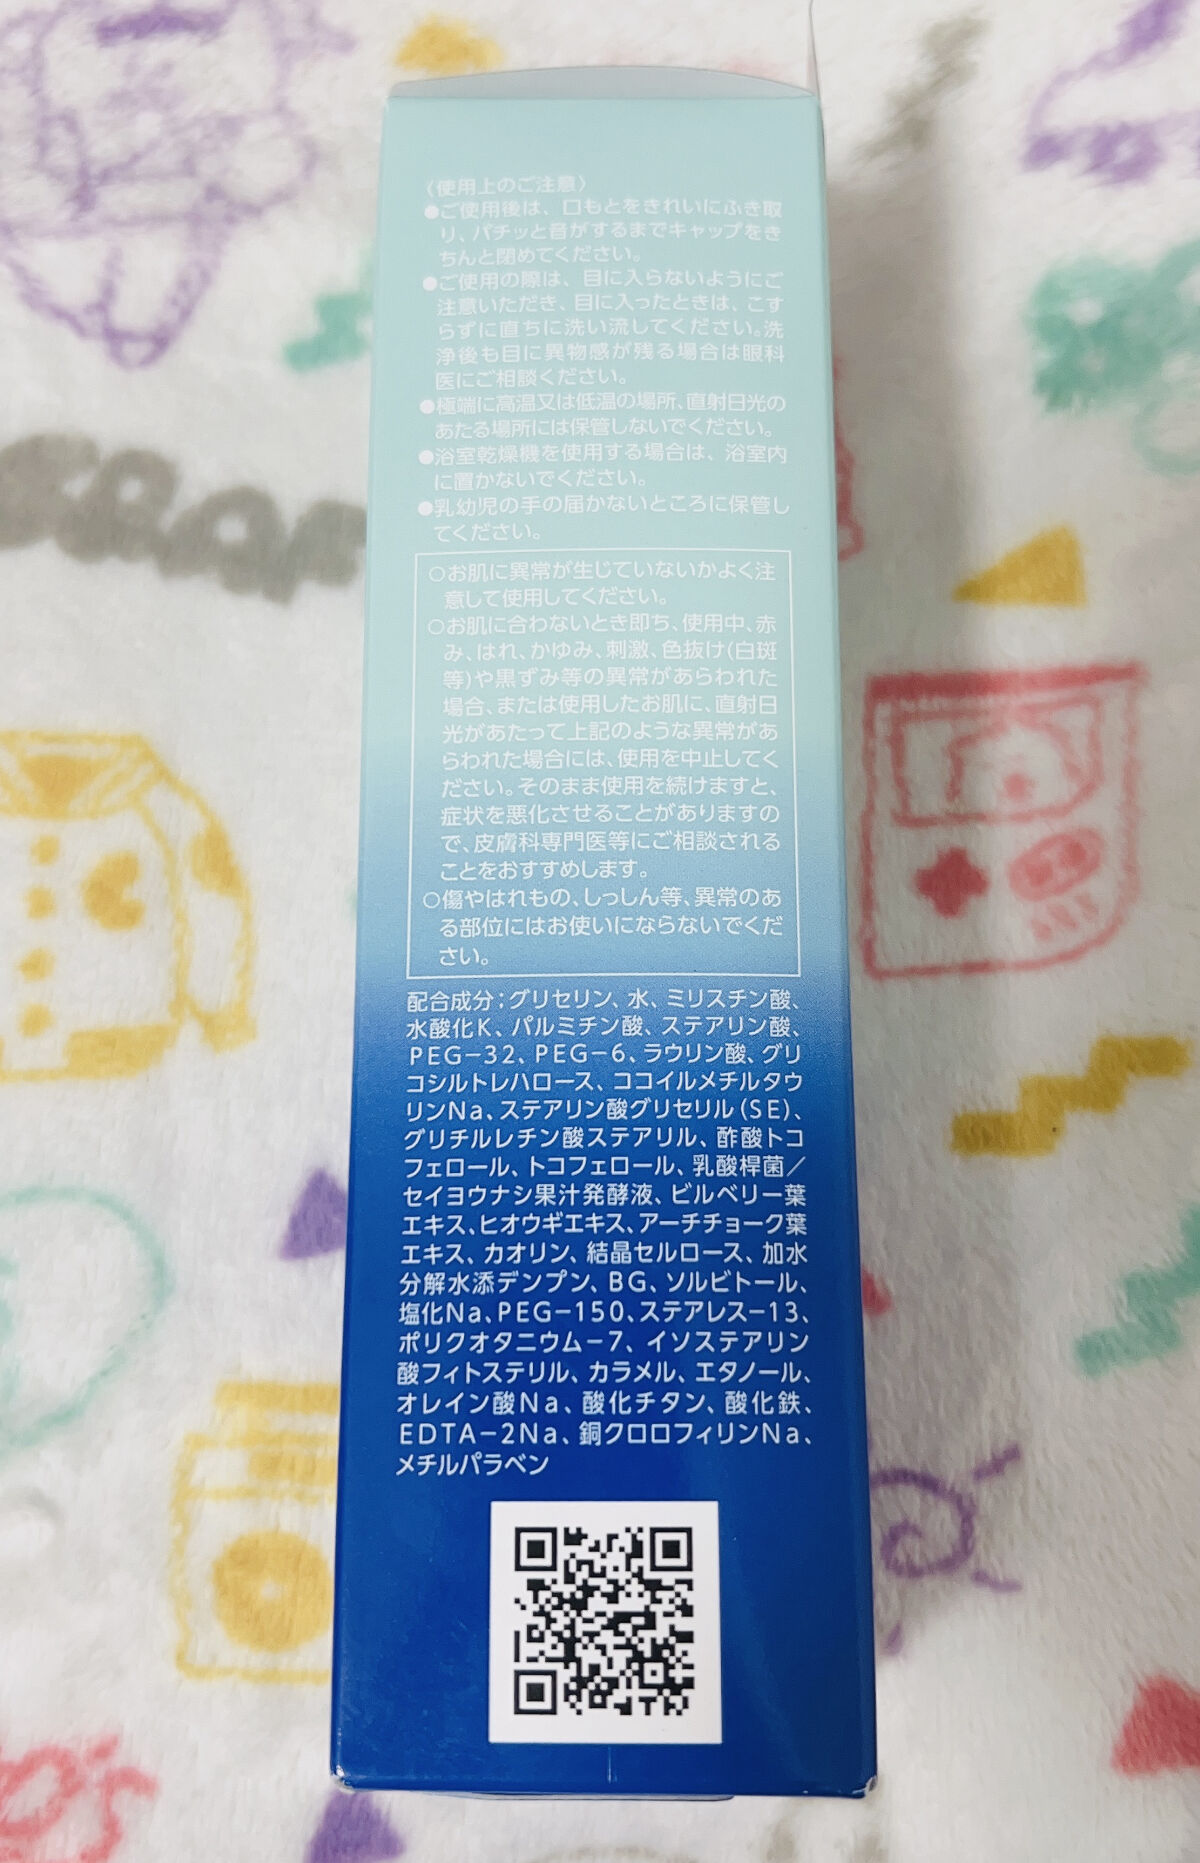 〈使用上のご注意〉
●ご使用後は、口もとをきれいにふき取
り、パチッと音がするまでキャップをき
ちんと閉めてください。
●ご使用の際は、目に入らないようにご
注意いただき、目に入ったときは、こす
らずに直ちに洗い流してください。洗
浄後も目に異物感が残る場合は眼科
医にご相談ください。
●極端に高温又は低温の場所、直射日光の
あたる場所には保管しないでください。
●浴室乾燥機を使用する場合は、浴室内
に置かないでください。
●乳幼児の手の届かないところに保管し
てください。
○お肌に異常が生じていないかよく注
意して使用してください。
○お肌に合わないとき即ち、使用中、赤
み、はれ、かゆみ、刺激、色抜け(白斑
等)や黒ずみ等の異常があらわれた
場合、または使用したお肌に、直射日
光があたって上記のような異常があ
らわれた場合には、使用を中止してく
ださい。そのまま使用を続けますと、
症状を悪化させることがありますの
で、皮膚科専門医等にご相談される
ことをおすすめします。
○傷やはれもの、しっしん等、異常のあ
る部位にはお使いにならないでくだ
さい。
配合成分：グリセリン、水、ミリスチン酸、
水酸化K、パルミチン酸、ステアリン酸、
PEG－32、PEG－6、ラウリン酸、グリ
コシルトレハロース、ココイルメチルタウ
リンNa、ステアリン酸グリセリル（SE）、
グリチルレチン酸ステアリル、酢酸トコ
フェロール、トコフェロール、乳酸桿菌／
セイヨウナシ果汁発酵液、ビルベリー葉
エキス、ヒオウギエキス、アーチチョーク葉
エキス、カオリン、結晶セルロース、加水
分解水添デンプン、BG、ソルビトール、
塩化Na、PEG－150、ステアレス－13、
ポリクオタニウム－7、イソステアリン
酸フィトステリル、カラメル、エタノール、
オレイン酸Na、酸化チタン、酸化鉄、
EDTA－2Na、銅クロロフィリンNa、
メチルパラベン